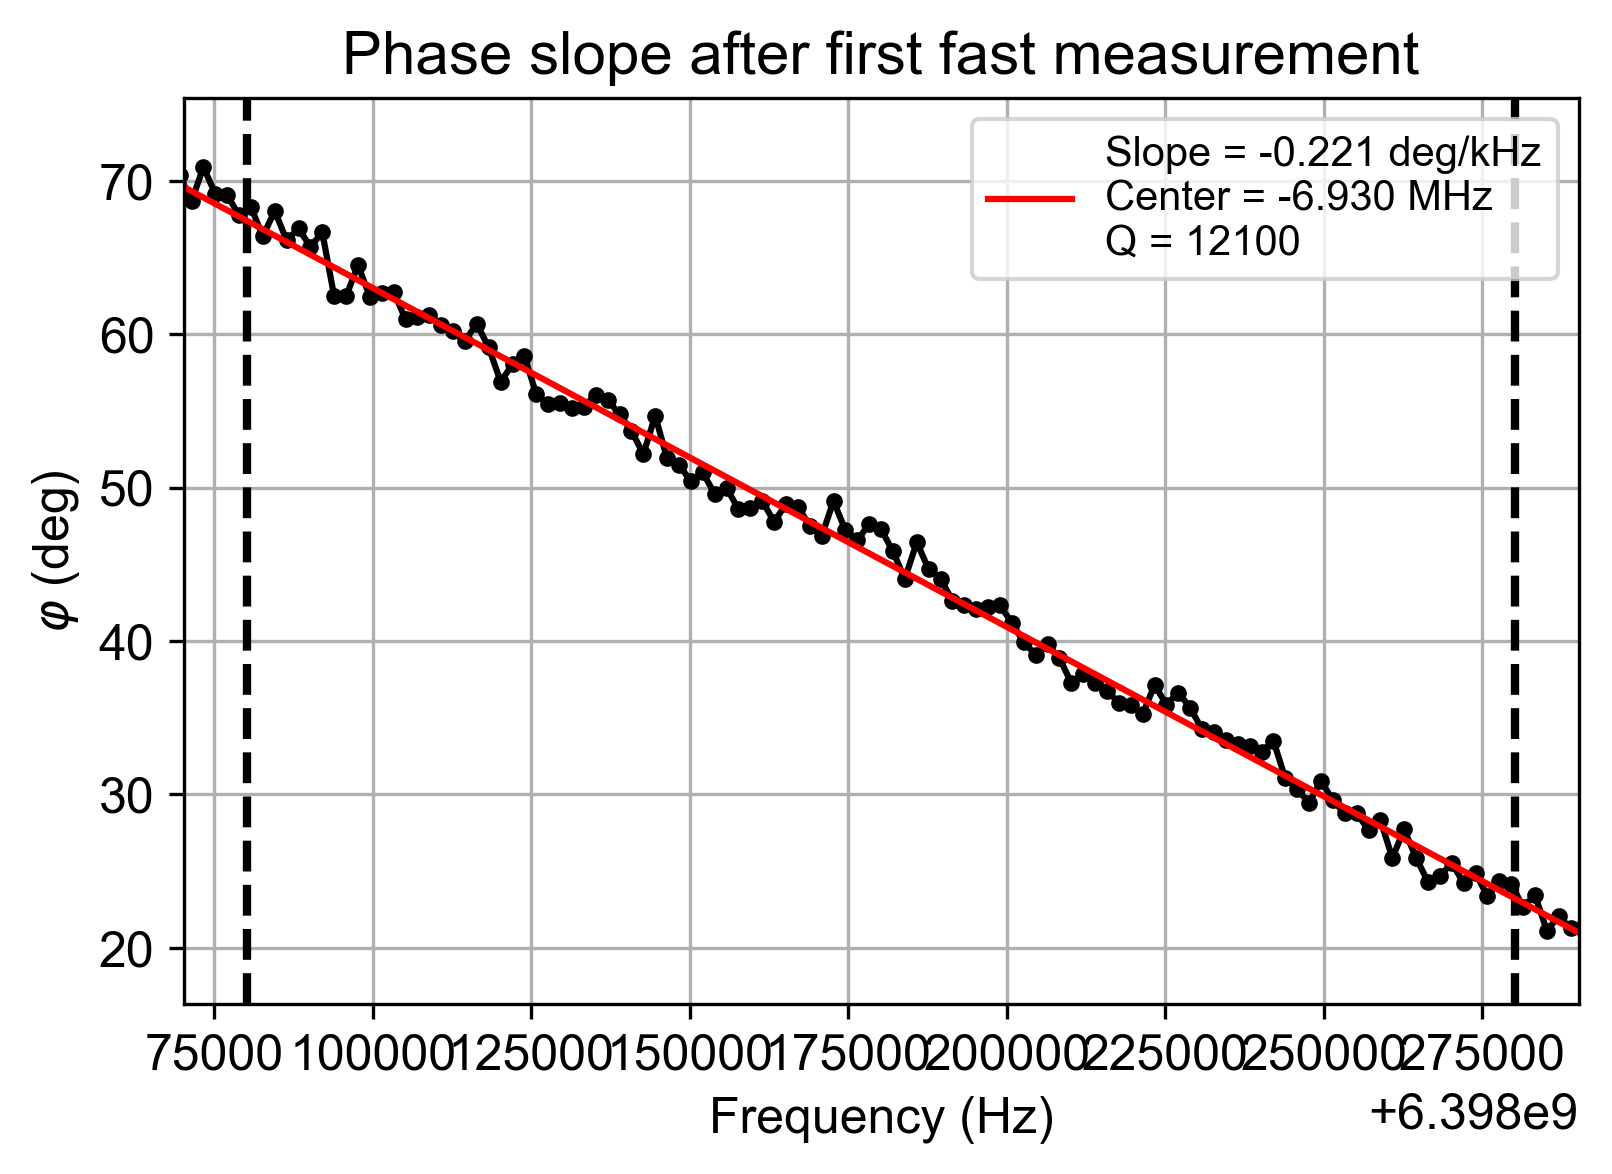 Phase slope after first fast measurement
Slope = -0.221 deg/kHz
Center = -6.930 MHz
Q = 12100
φ (deg)
70
60
50
40
30
20
75000 100000 125000 150000 175000 200000 225000 250000 275000
Frequency (Hz)
+6.398e9